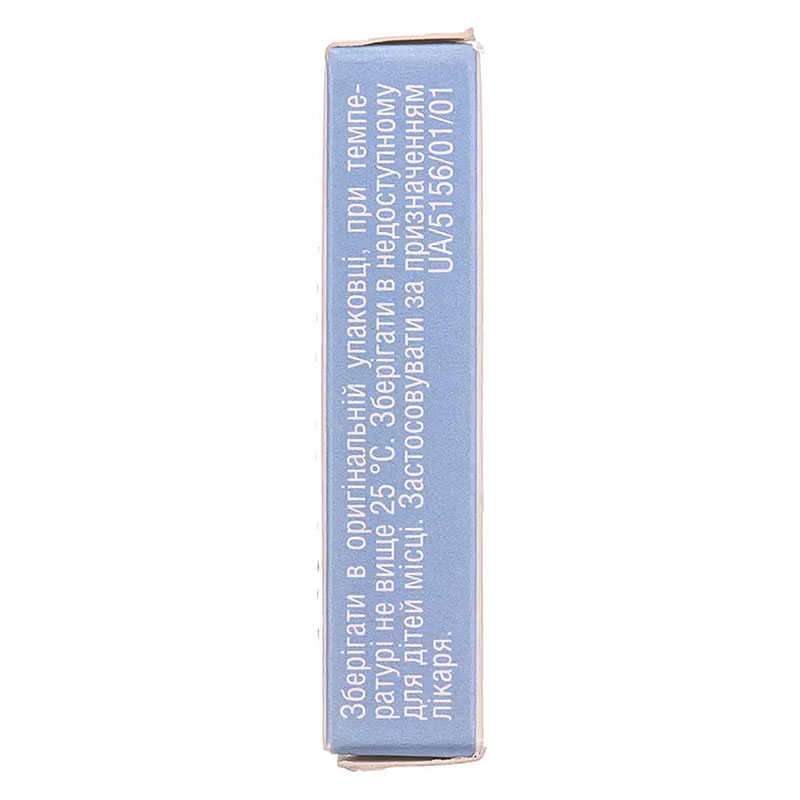 Зберігати в оригінальній упаковці, при темпе-
ратурі не вище 25 °С. Зберігати в недоступному
для дітей місці. Застосовувати за призначенням
лікаря. UA/5156/01/01